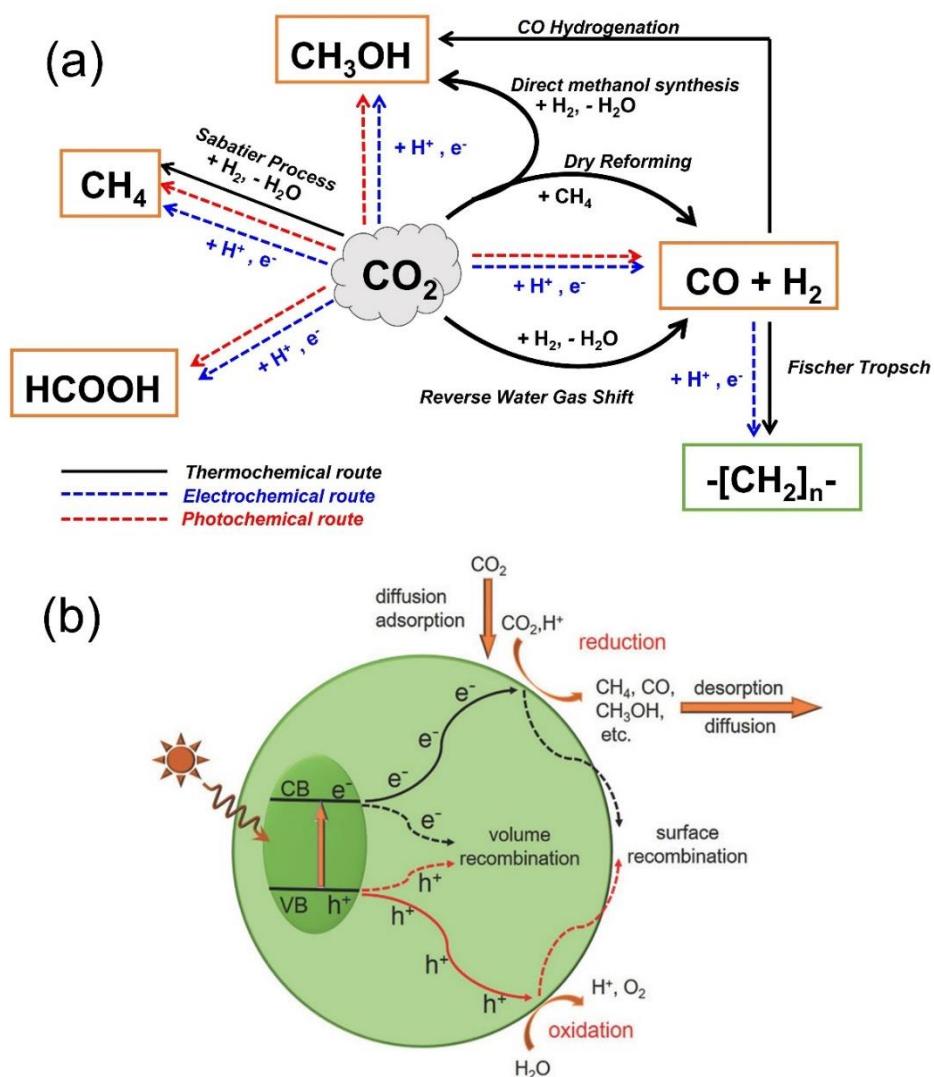 (a)
CH₃OH
CO Hydrogenation
Direct methanol synthesis
+ H₂, - H₂O
+ H⁺ , e⁻
Sabatier Process
+ H₂, - H₂O
CH₄
+ H⁺ , e⁻
Dry Reforming
+ CH₄
CO₂
+ H⁺ , e⁻
CO + H₂
HCOOH
+ H⁺ , e⁻
+ H₂, - H₂O
Reverse Water Gas Shift
+ H⁺ , e⁻
Fischer Tropsch
-[CH₂]ₙ-
Thermochemical route
Electrochemical route
Photochemical route
(b)
CO₂
diffusion
adsorption
CO₂,H⁺
reduction
CH₄, CO,
CH₃OH,
etc.
desorption
diffusion
e⁻
e⁻
e⁻
CB e⁻
e⁻
volume
recombination
surface
recombination
VB h⁺
h⁺
h⁺
h⁺
h⁺
H⁺, O₂
oxidation
H₂O